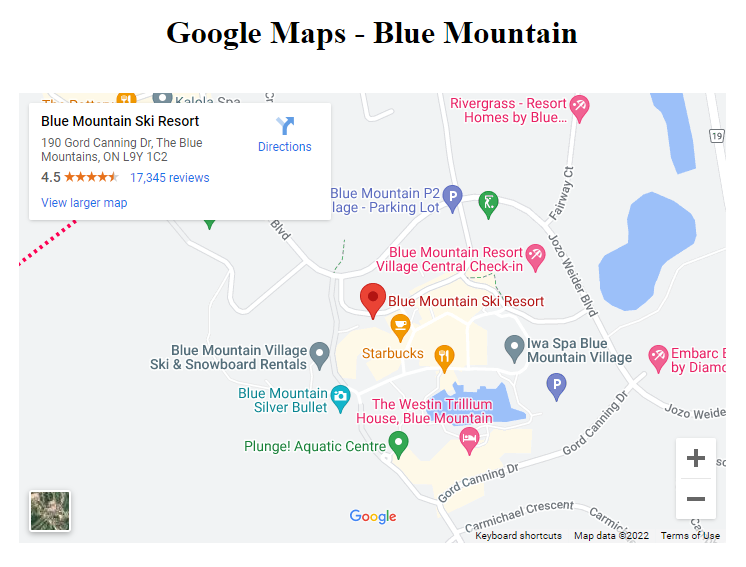 Google Maps - Blue Mountain
Kalola Spa
Blue Mountain Ski Resort
190 Gord Canning Dr, The Blue
Mountains, ON L9Y 1C2
4.5
17,345 reviews
View larger map
Directions
Rivergrass - Resort
Homes by Blue...
19
Fairway Ct
Blue Mountain P2
lage - Parking Lot
P
Blvd
Jozo Weider Blvd
Blue Mountain Resort
Village Central Check-in
Blue Mountain Ski Resort
Starbucks
Blue Mountain Village
Ski & Snowboard Rentals
Iwa Spa Blue
Mountain Village
Embarc B
by Diamo
P
Blue Mountain
Silver Bullet
The Westin Trillium
House, Blue Mountain
Jozo Weide
Plunge! Aquatic Centre
Gord Canning Dr
Gord Canning Dr
Carmichael Crescent
Google
Keyboard shortcuts
Map data ©2022
Terms of Use